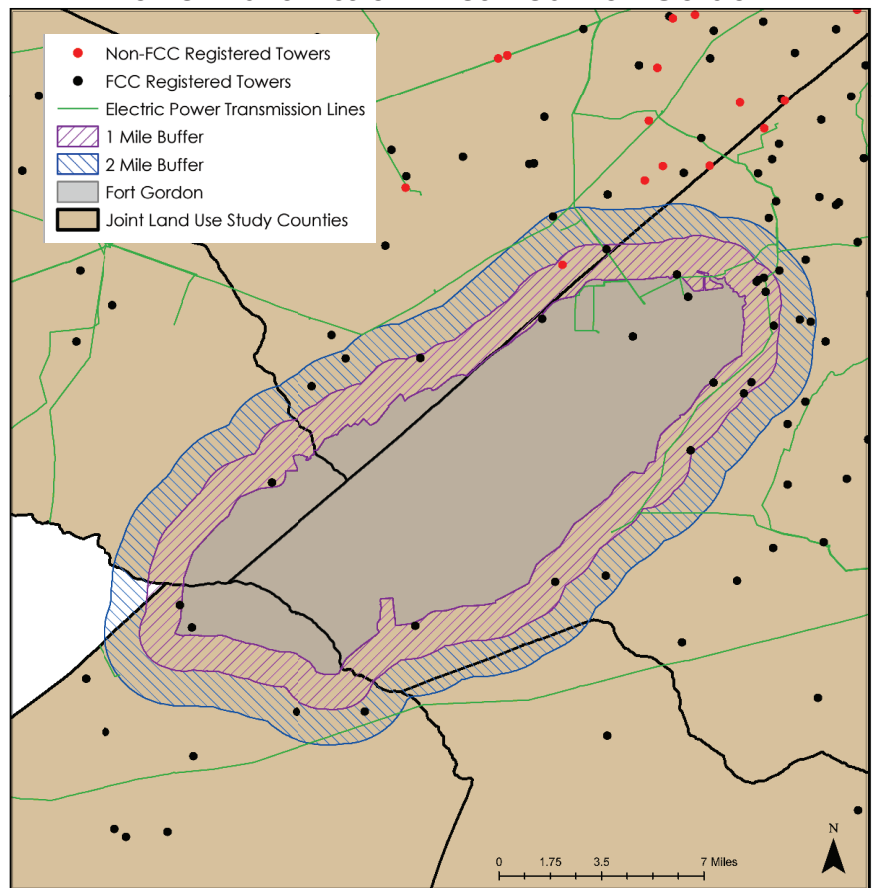 Non-FCC Registered Towers
FCC Registered Towers
Electric Power Transmission Lines
1 Mile Buffer
2 Mile Buffer
Fort Gordon
Joint Land Use Study Counties
N
0 1.75 3.5 7 Miles